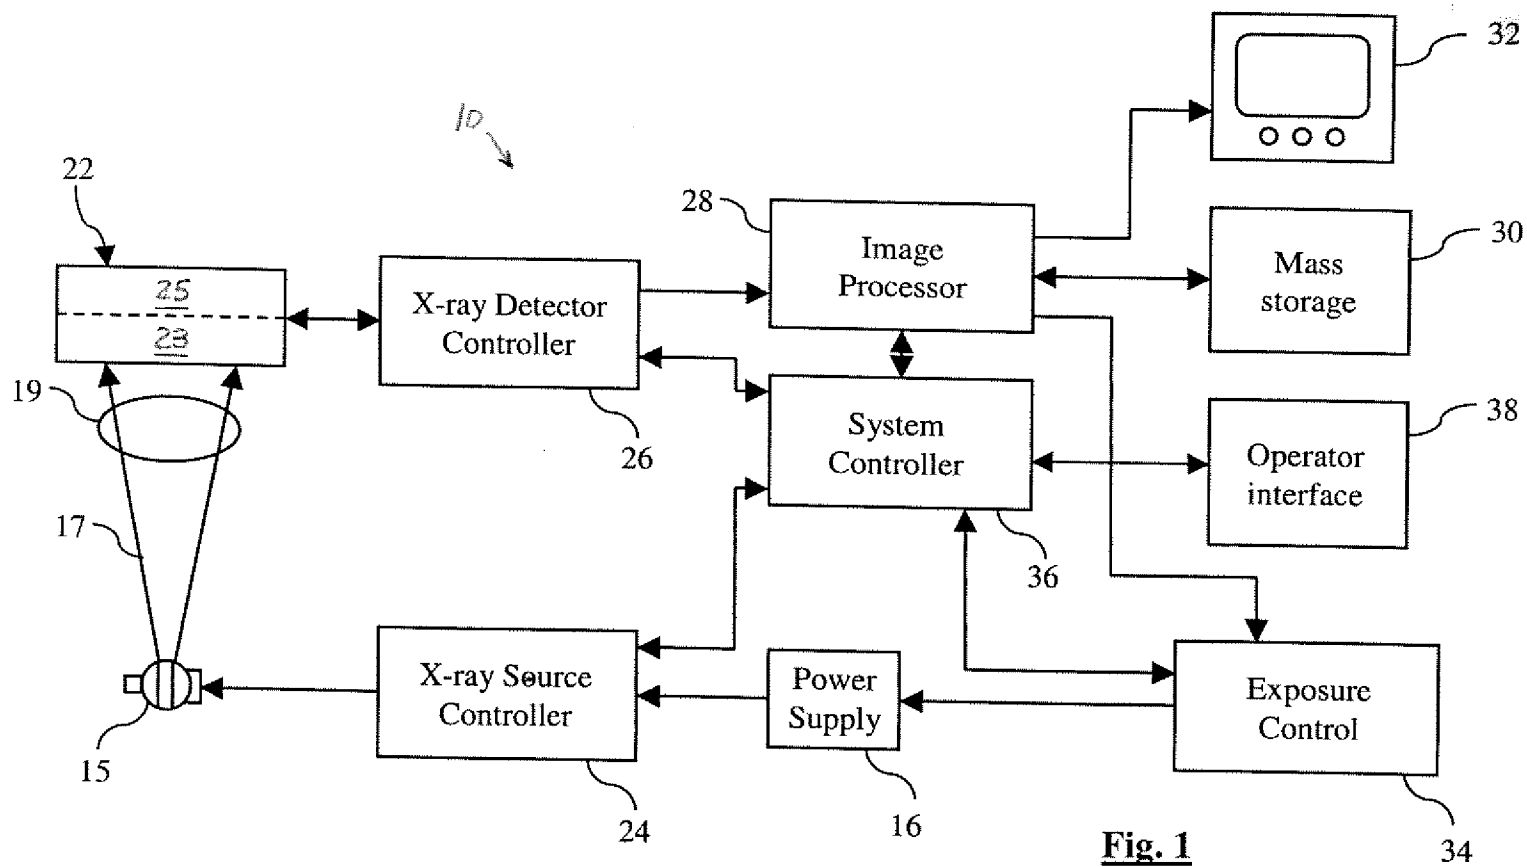 32
10
22
28
Image
Processor
30
Mass
storage
25
23
X-ray Detector
Controller
19
26
System
Controller
38
Operator
interface
17
36
X-ray Source
Controller
Power
Supply
Exposure
Control
15
24
16
34
Fig. 1